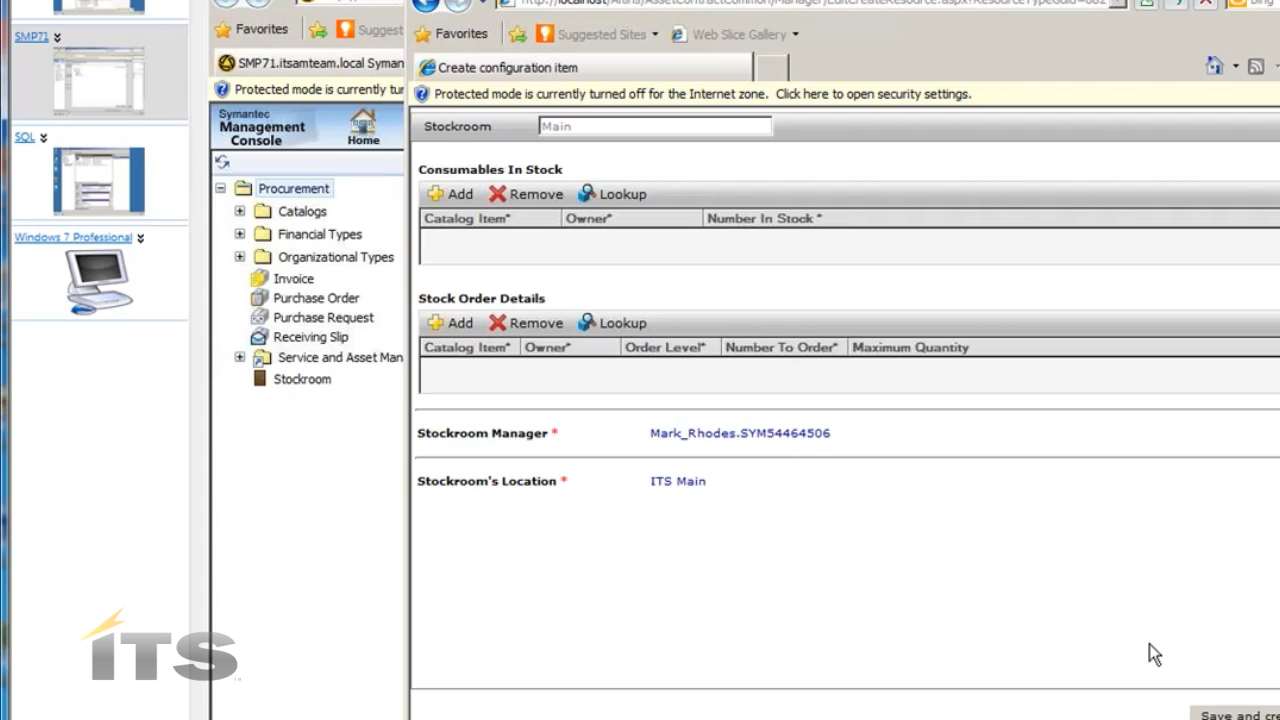 SMP71
SQL
Windows 7 Professional
Favorites
Suggest
SMP71.itsamteam.local Syman
Protected mode is currently tur
Symantec
Management
Console
Home
Procurement
Catalogs
Financial Types
Organizational Types
Invoice
Purchase Order
Purchase Request
Receiving Slip
Service and Asset Man
Stockroom
Favorites
Suggested Sites
Web Slice Gallery
Create configuration item
Protected mode is currently turned off for the Internet zone. Click here to open security settings.
Stockroom
Main
Consumables In Stock
Add
Remove
Lookup
Catalog Item*
Owner*
Number In Stock *
Stock Order Details
Add
Remove
Lookup
Catalog Item*
Owner*
Order Level*
Number To Order*
Maximum Quantity
Stockroom Manager *
Mark_Rhodes.SYM54464506
Stockroom's Location *
ITS Main
Save and cre
iTS